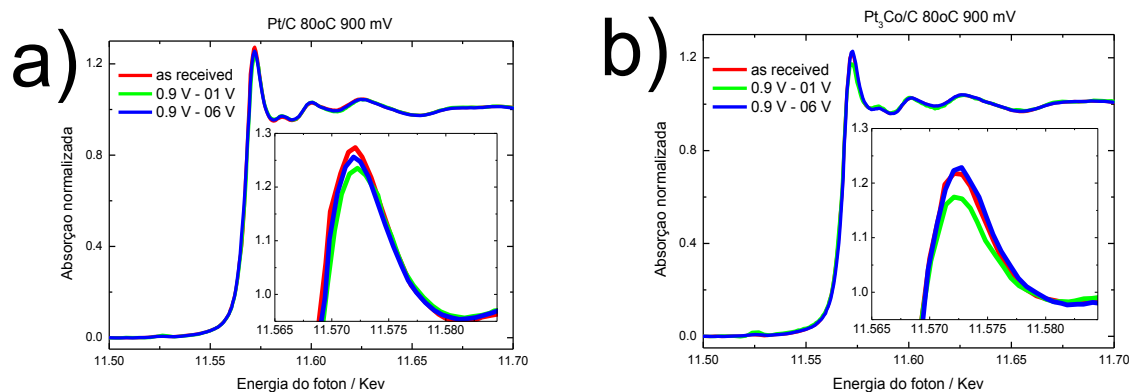 a)
Pt/C 80oC 900 mV
as received
0.9 V - 01 V
0.9 V - 06 V
Absorçao normalizada
1.2
0.8
0.4
0.0
1.3
1.2
1.1
1.0
11.565 11.570 11.575 11.580
11.50 11.55 11.60 11.65 11.70
Energia do foton / Kev
b)
Pt3Co/C 80oC 900 mV
as received
0.9 V - 01 V
0.9 V - 06 V
Absorçao normalizada
1.2
0.8
0.4
0.0
1.3
1.2
1.1
1.0
11.565 11.570 11.575 11.580
11.50 11.55 11.60 11.65 11.70
Energia do foton / Kev